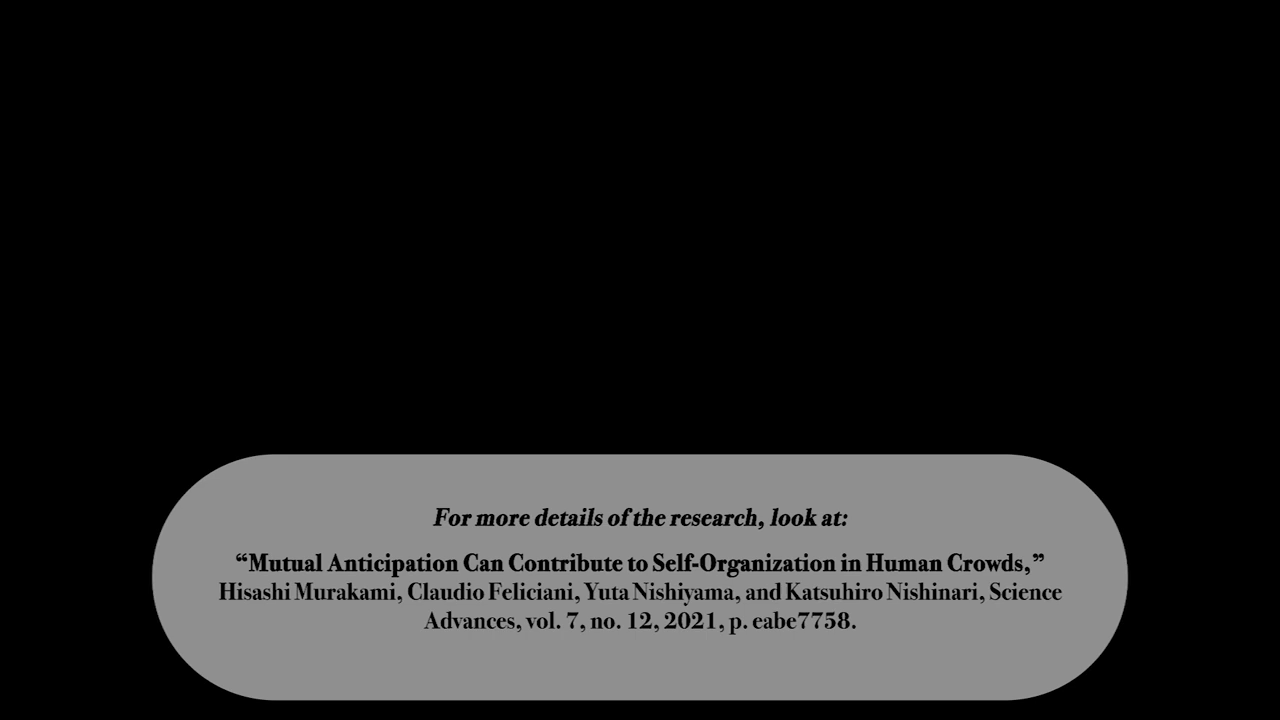 For more details of the research, look at:
“Mutual Anticipation Can Contribute to Self-Organization in Human Crowds,”
Hisashi Murakami, Claudio Feliciani, Yuta Nishiyama, and Katsuhiro Nishinari, Science
Advances, vol. 7, no. 12, 2021, p. eabe7758.